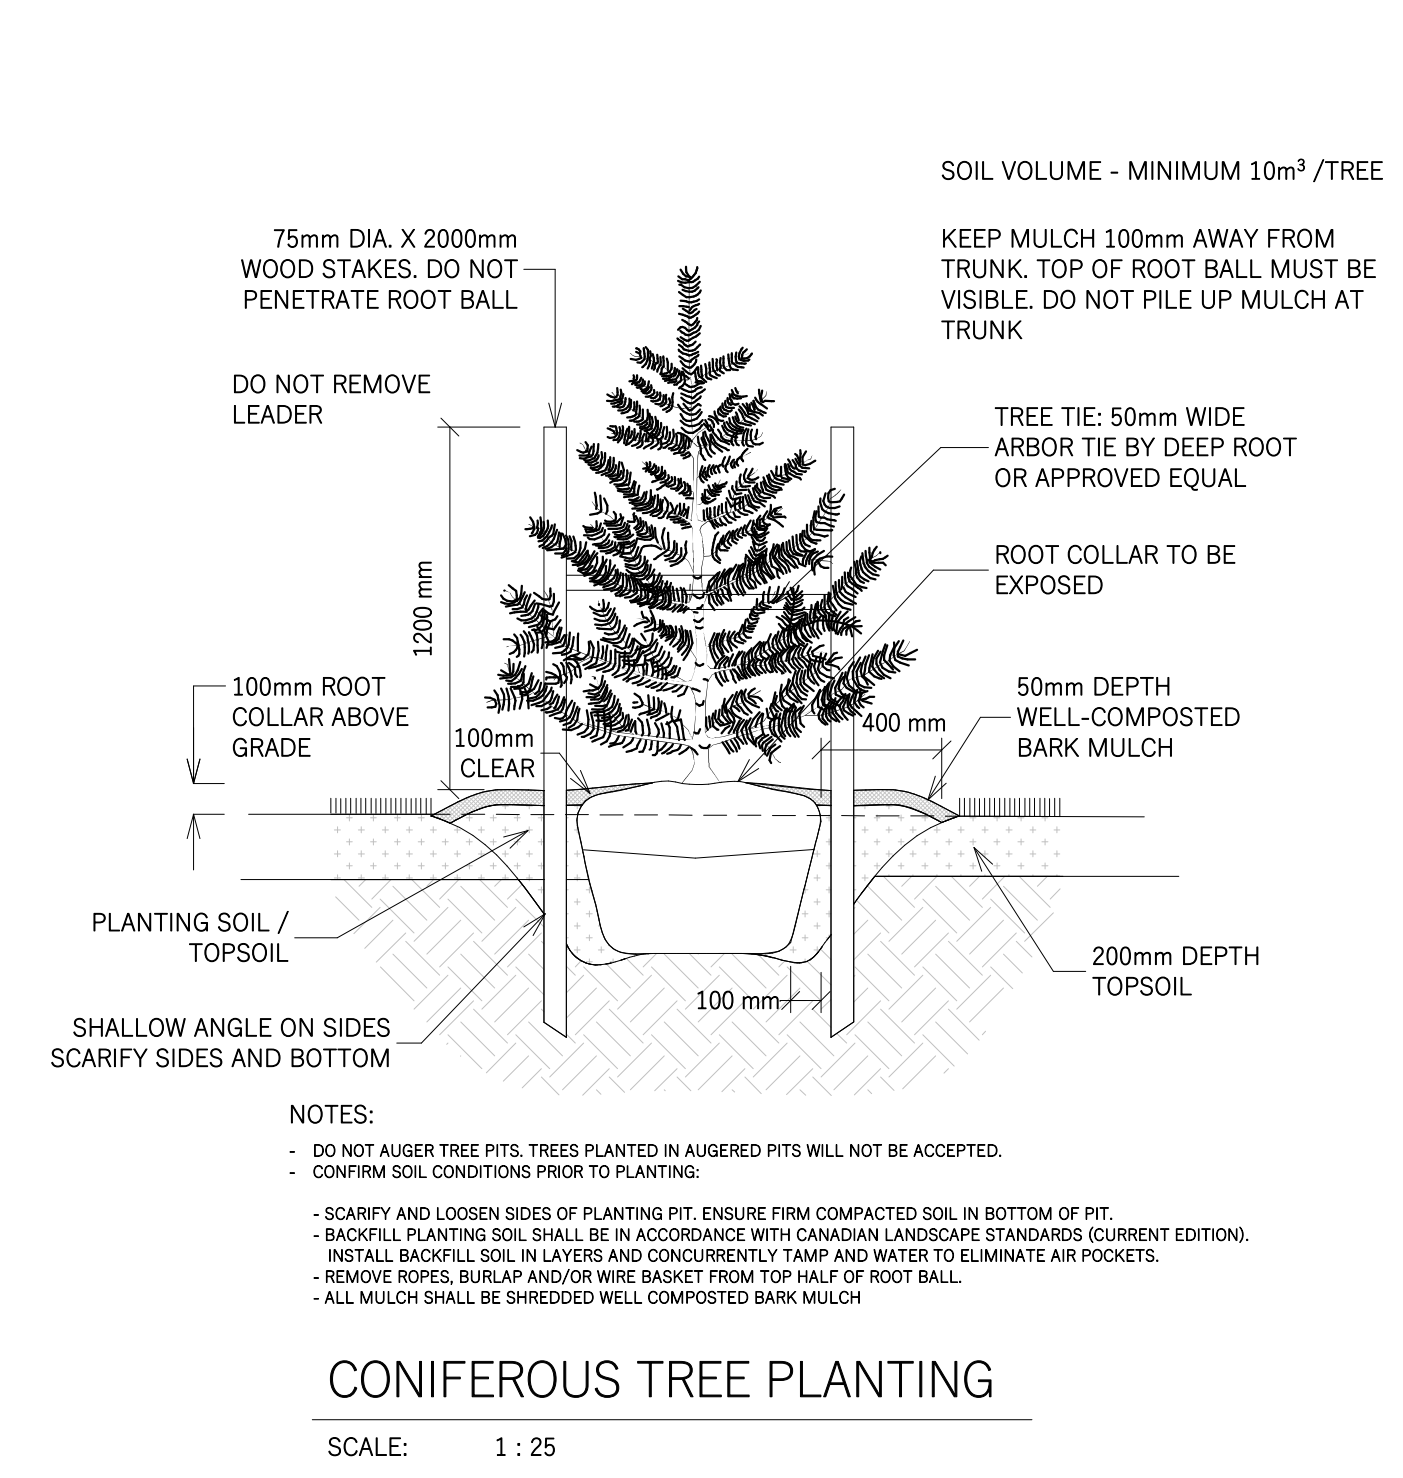 SOIL VOLUME - MINIMUM 10m³ /TREE
75mm DIA. X 2000mm
WOOD STAKES. DO NOT
PENETRATE ROOT BALL
KEEP MULCH 100mm AWAY FROM
TRUNK. TOP OF ROOT BALL MUST BE
VISIBLE. DO NOT PILE UP MULCH AT
TRUNK
DO NOT REMOVE
LEADER
TREE TIE: 50mm WIDE
ARBOR TIE BY DEEP ROOT
OR APPROVED EQUAL
ROOT COLLAR TO BE
EXPOSED
1200 mm
100mm ROOT
COLLAR ABOVE
GRADE
100mm
CLEAR
400 mm
50mm DEPTH
WELL-COMPOSTED
BARK MULCH
PLANTING SOIL /
TOPSOIL
200mm DEPTH
TOPSOIL
100 mm
SHALLOW ANGLE ON SIDES
SCARIFY SIDES AND BOTTOM
NOTES:
- DO NOT AUGER TREE PITS. TREES PLANTED IN AUGERED PITS WILL NOT BE ACCEPTED.
- CONFIRM SOIL CONDITIONS PRIOR TO PLANTING:
- SCARIFY AND LOOSEN SIDES OF PLANTING PIT. ENSURE FIRM COMPACTED SOIL IN BOTTOM OF PIT.
- BACKFILL PLANTING SOIL SHALL BE IN ACCORDANCE WITH CANADIAN LANDSCAPE STANDARDS (CURRENT EDITION).
INSTALL BACKFILL SOIL IN LAYERS AND CONCURRENTLY TAMP AND WATER TO ELIMINATE AIR POCKETS.
- REMOVE ROPES, BURLAP AND/OR WIRE BASKET FROM TOP HALF OF ROOT BALL.
- ALL MULCH SHALL BE SHREDDED WELL COMPOSTED BARK MULCH
CONIFEROUS TREE PLANTING
SCALE: 1 : 25